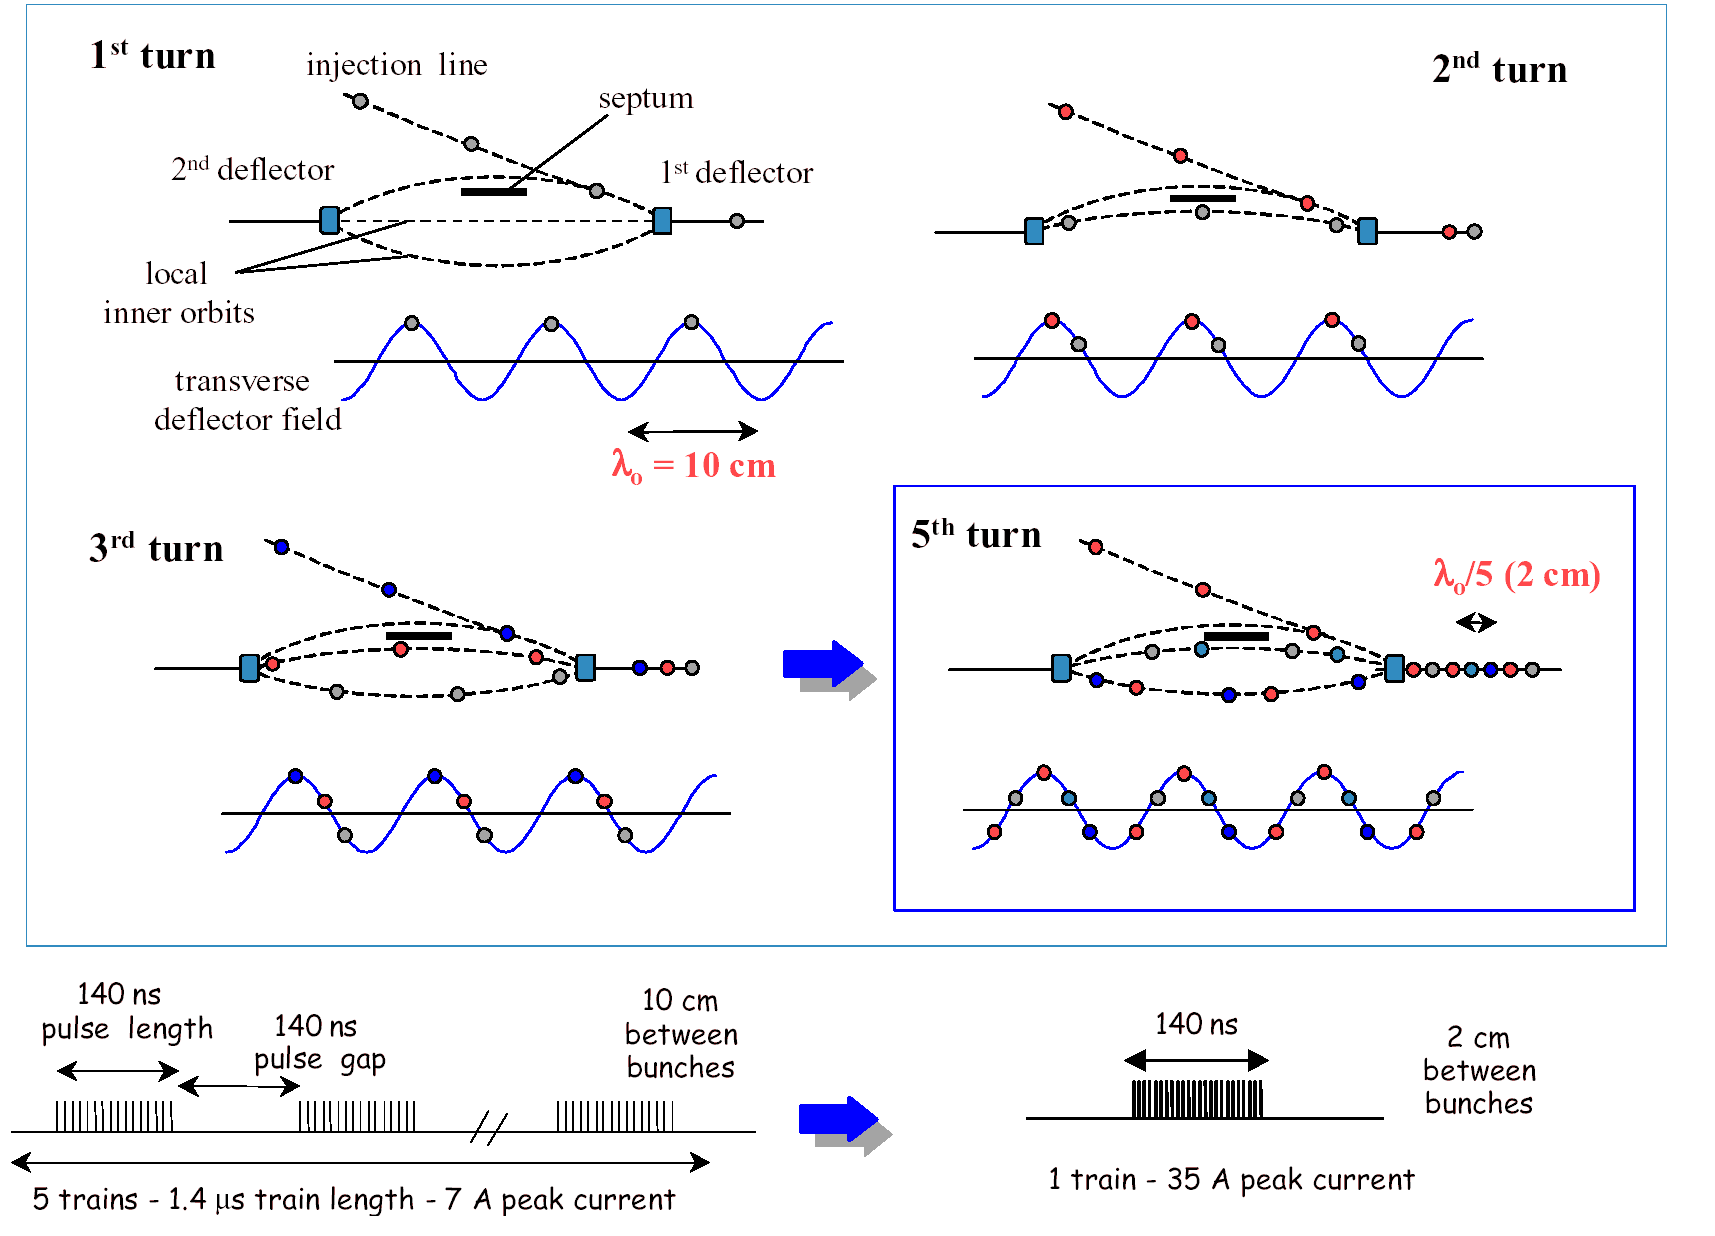 1st turn
injection line
septum
2nd deflector
1st deflector
local
inner orbits
transverse
deflector field
λo = 10 cm
2nd turn
3rd turn
5th turn
λo/5 (2 cm)
140 ns
pulse length
140 ns
pulse gap
10 cm
between
bunches
5 trains - 1.4 μs train length - 7 A peak current
140 ns
2 cm
between
bunches
1 train - 35 A peak current